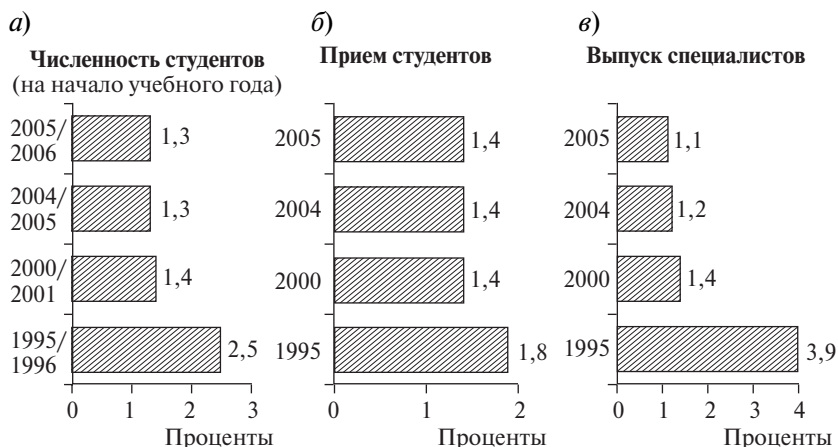 а)
Численность студентов
(на начало учебного года)
2005/
2006
1,3
2004/
2005
1,3
2000/
2001
1,4
1995/
1996
2,5
0 1 2 3
Проценты
б)
Прием студентов
2005
1,4
2004
1,4
2000
1,4
1995
1,8
0 1 2
Проценты
в)
Выпуск специалистов
2005
1,1
2004
1,2
2000
1,4
1995
3,9
0 1 2 3 4
Проценты